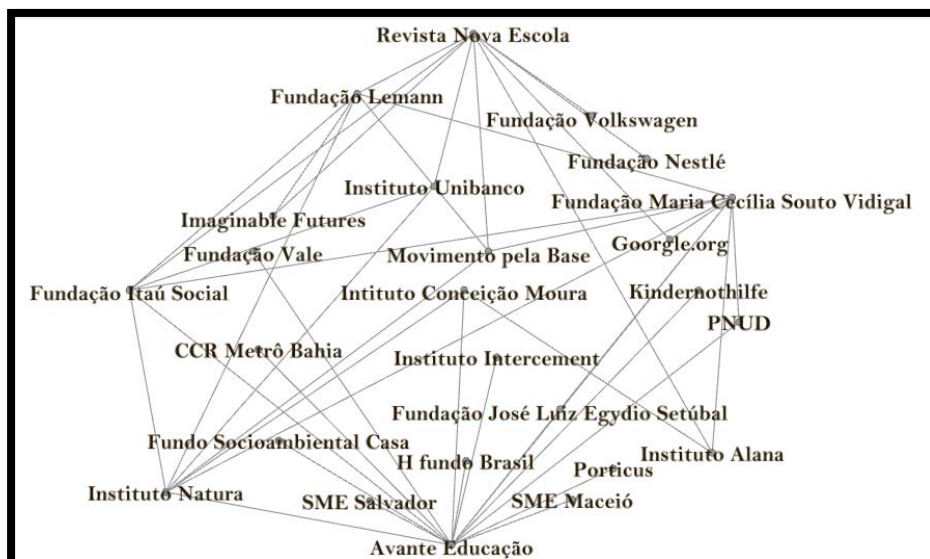 Revista Nova Escola
Fundação Lemann
Fundação Volkswagen
Fundação Nestlé
Instituto Unibanco
Fundação Maria Cecília Souto Vidigal
Imaginable Futures
Goorgle.org
Fundação Vale
Movimento pela Base
Fundação Itaú Social
Intituto Conceição Moura
Kindernothilfe
PNUD
CCR Metrô Bahia
Instituto Intercement
Fundação José Luiz Egydio Setúbal
Fundo Socioambiental Casa
Instituto Alana
H fundo Brasil
Porticus
Instituto Natura
SME Salvador
SME Maceió
Avante Educação